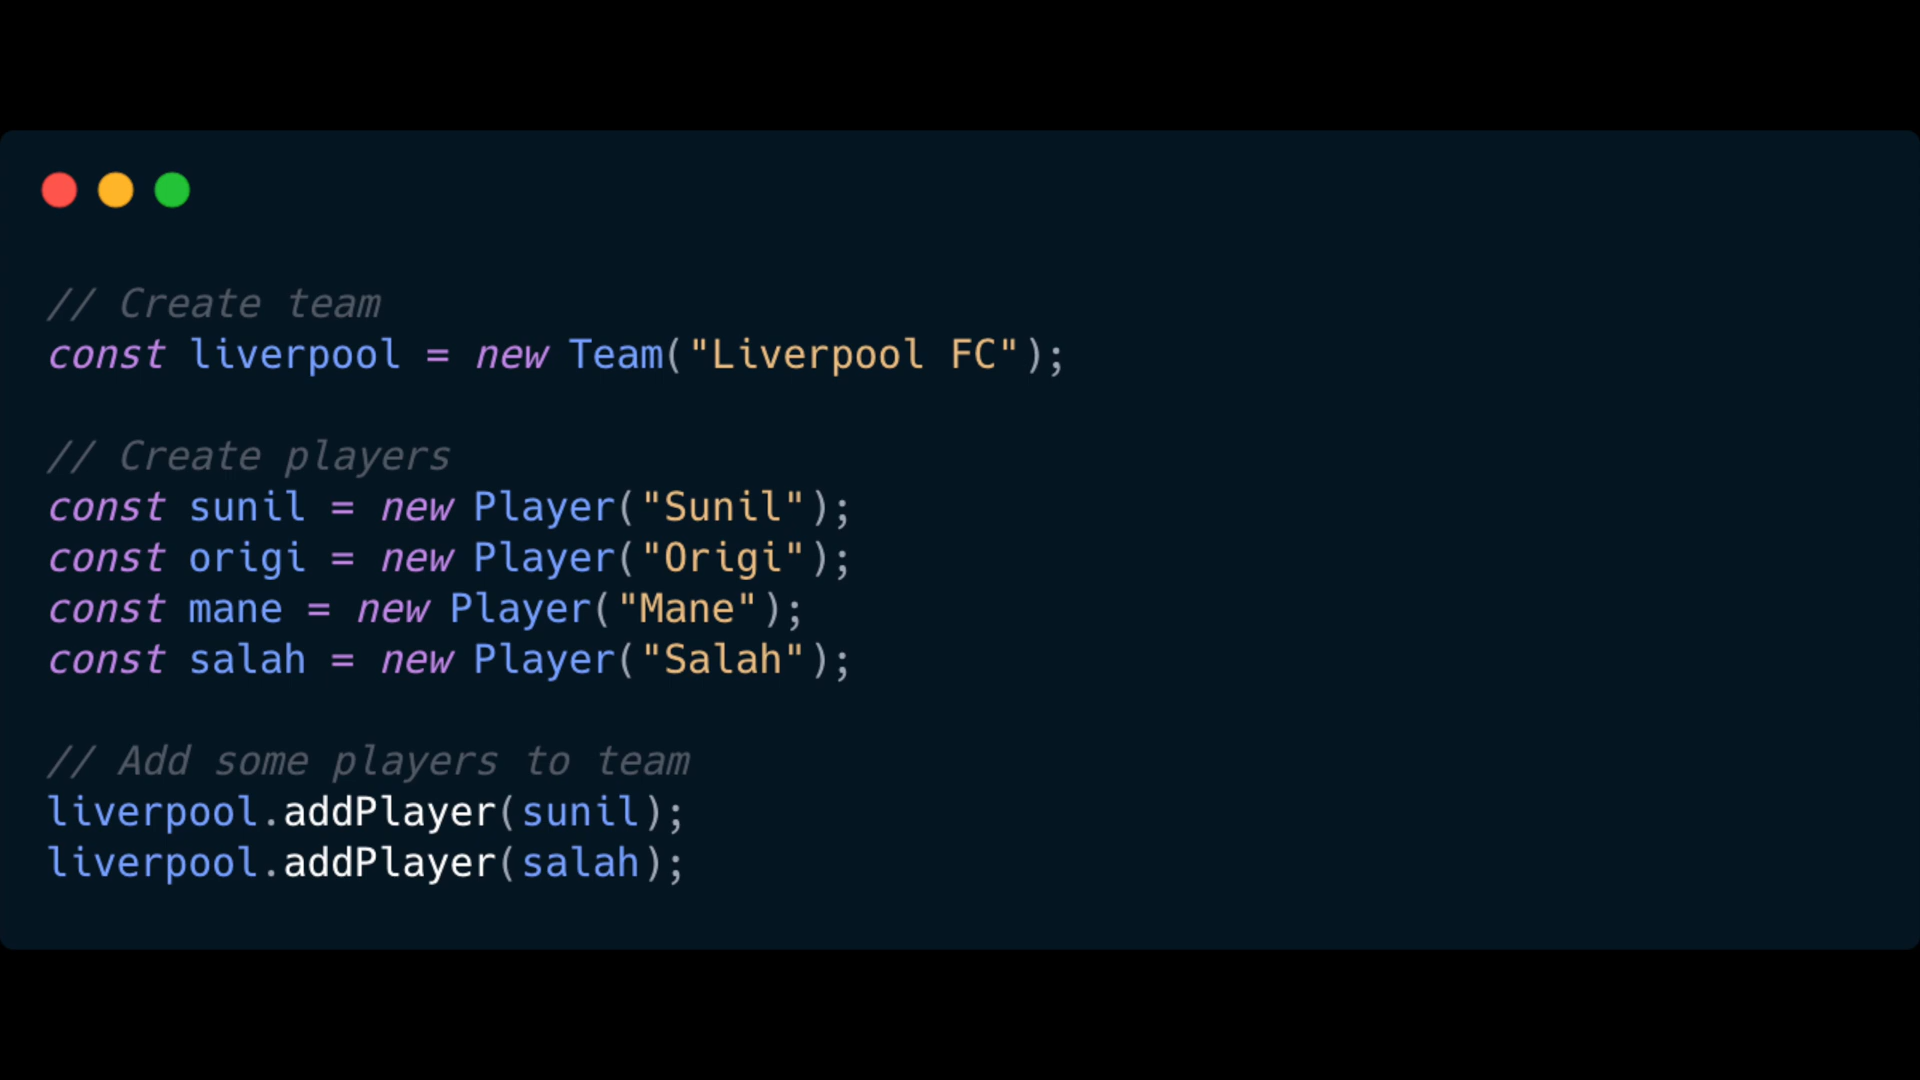 // Create team
const liverpool = new Team("Liverpool FC");
// Create players
const sunil = new Player("Sunil");
const origi = new Player("Origi");
const mane = new Player("Mane");
const salah = new Player("Salah");
// Add some players to team
liverpool.addPlayer(sunil);
liverpool.addPlayer(salah);